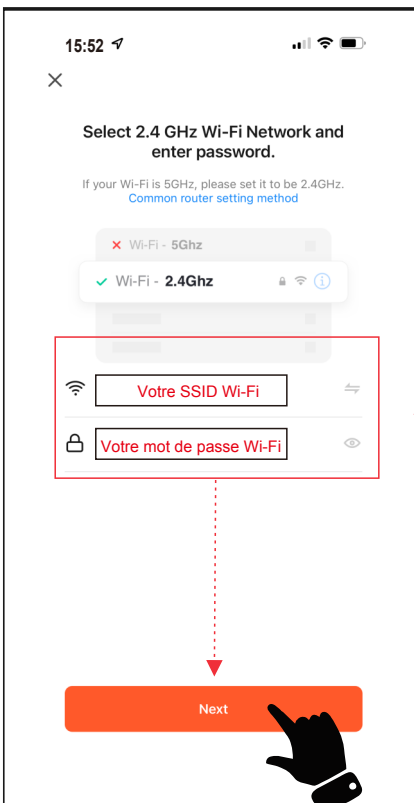 15:52
Select 2.4 GHz Wi-Fi Network and
enter password.
If your Wi-Fi is 5GHz, please set it to be 2.4GHz.
Common router setting method
Wi-Fi - 5Ghz
Wi-Fi - 2.4Ghz
Votre SSID Wi-Fi
Votre mot de passe Wi-Fi
Next